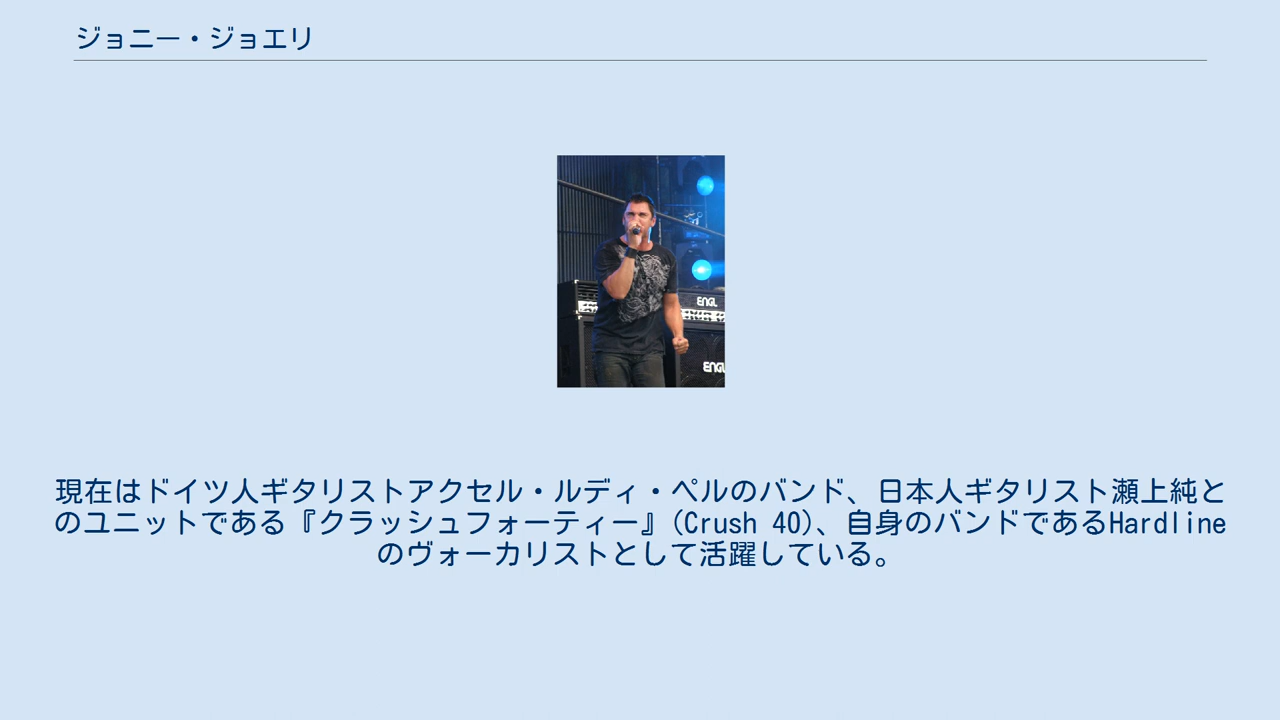 ジョニー・ジョエリ
ENGL
ENGL
現在はドイツ人ギタリストアクセル・ルディ・ペルのバンド、日本人ギタリスト瀬上純と
のユニットである『クラッシュフォーティー』(Crush 40)、自身のバンドであるHardline
のヴォーカリストとして活躍している。